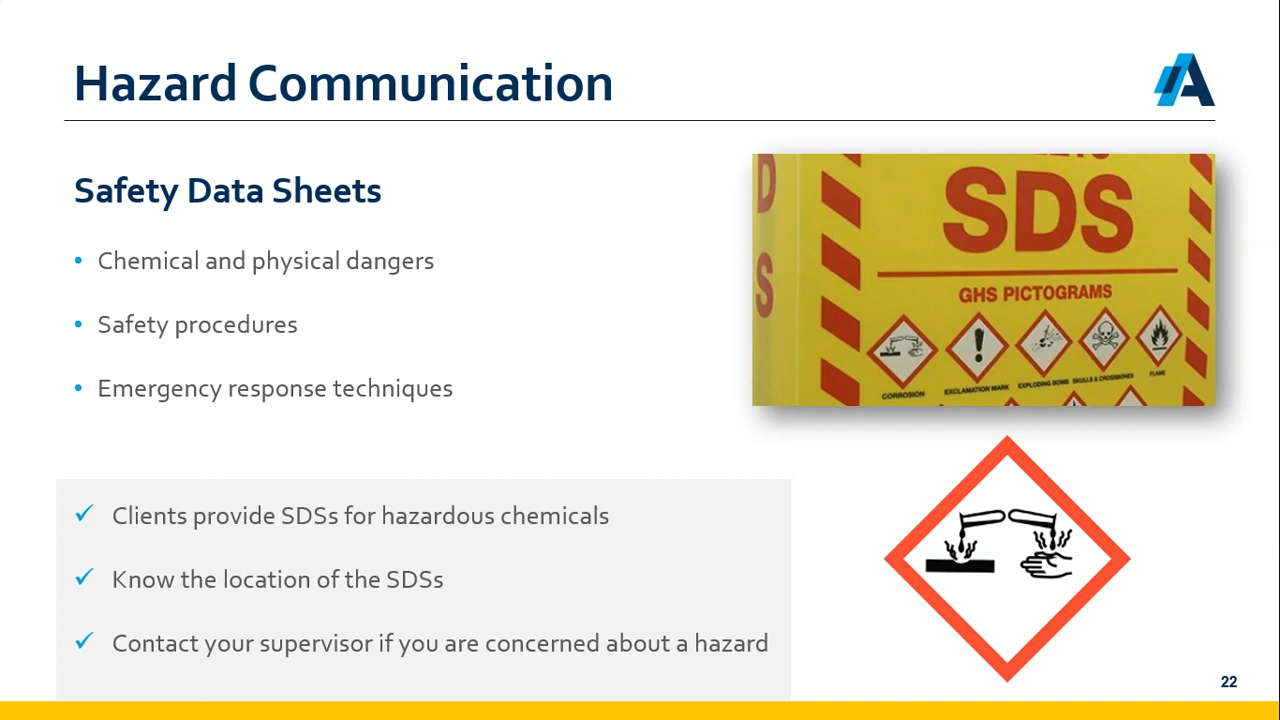 Hazard Communication
Safety Data Sheets
• Chemical and physical dangers
• Safety procedures
• Emergency response techniques
✓ Clients provide SDSs for hazardous chemicals
✓ Know the location of the SDSs
✓ Contact your supervisor if you are concerned about a hazard
D
S
SDS
GHS PICTOGRAMS
CORROSION
EXCLAMATION MARK
EXPLODING BOMB
SKULLS & CROSSBONES
FLAME
22